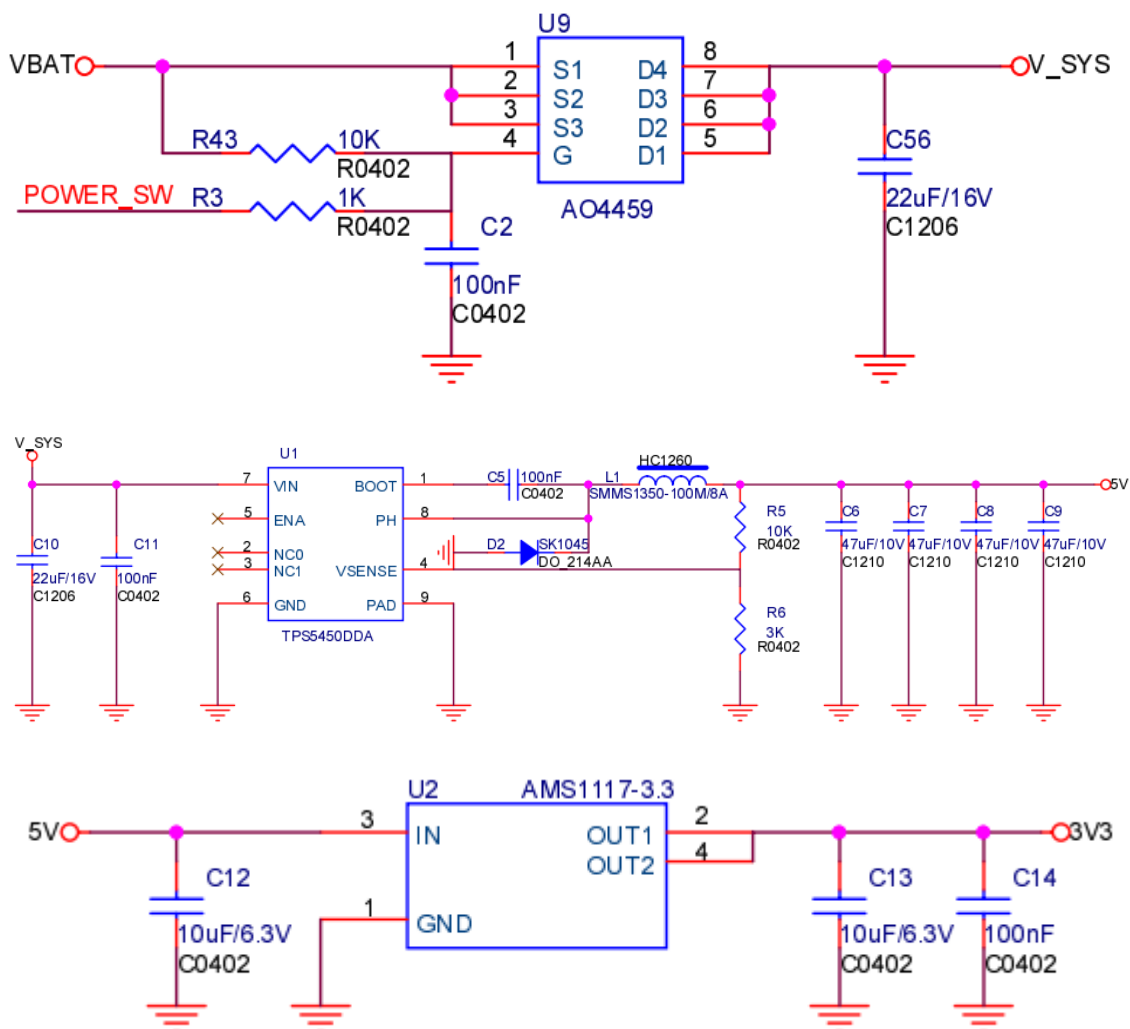 U9
VBAT
1
S1
D4
8
V_SYS
2
S2
D3
7
3
S3
D2
6
4
G
D1
5
R43
10K
R0402
AO4459
C56
22uF/16V
C1206
POWER_SW
R3
1K
R0402
C2
100nF
C0402
V_SYS
U1
7
VIN
BOOT
1
C5
100nF
C0402
L1
HC1260
SMMS1350-100M/8A
5V
5
ENA
PH
8
2
NC0
3
NC1
VSENSE
4
D2
SK1045
DO_214AA
6
GND
PAD
9
TPS5450DDA
C10
22uF/16V
C1206
C11
100nF
C0402
R5
10K
R0402
R6
3K
R0402
C6
47uF/10V
C1210
C7
47uF/10V
C1210
C8
47uF/10V
C1210
C9
47uF/10V
C1210
U2
AMS1117-3.3
5V
3
IN
OUT1
2
3V3
OUT2
4
1
GND
C12
10uF/6.3V
C0402
C13
10uF/6.3V
C0402
C14
100nF
C0402